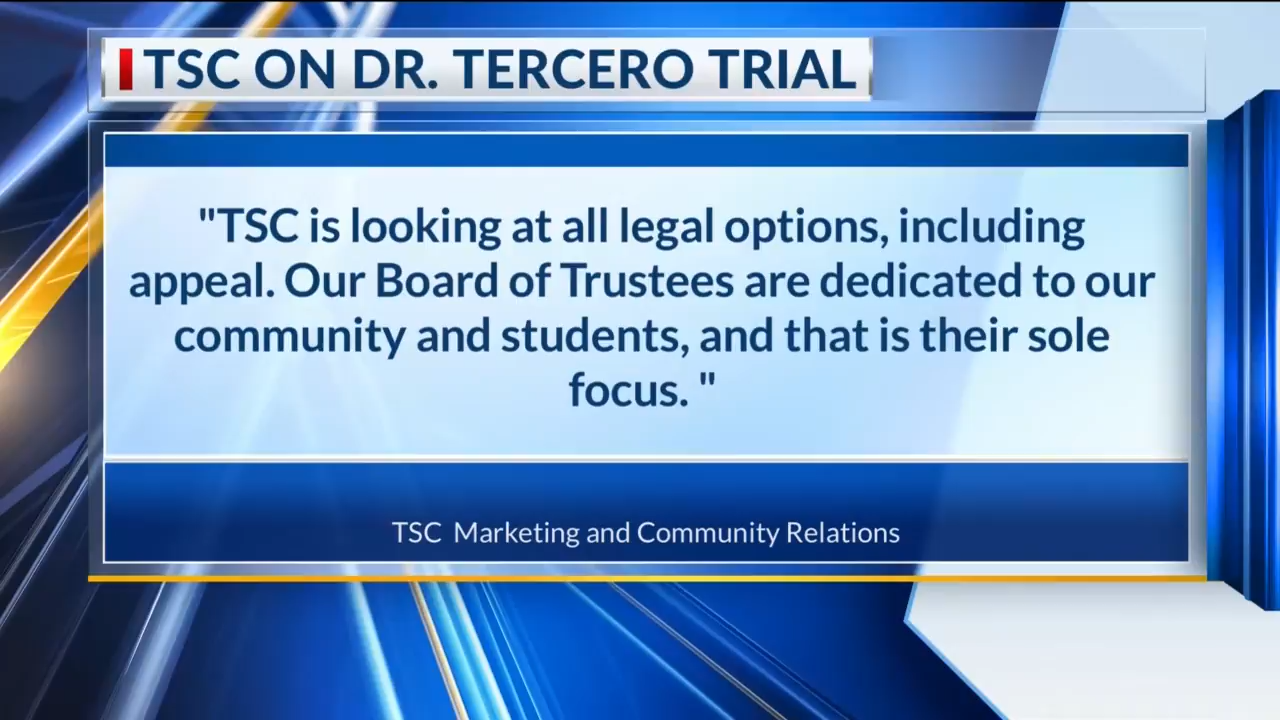 TSC ON DR. TERCERO TRIAL
"TSC is looking at all legal options, including
appeal. Our Board of Trustees are dedicated to our
community and students, and that is their sole
focus. "
TSC  Marketing and Community Relations